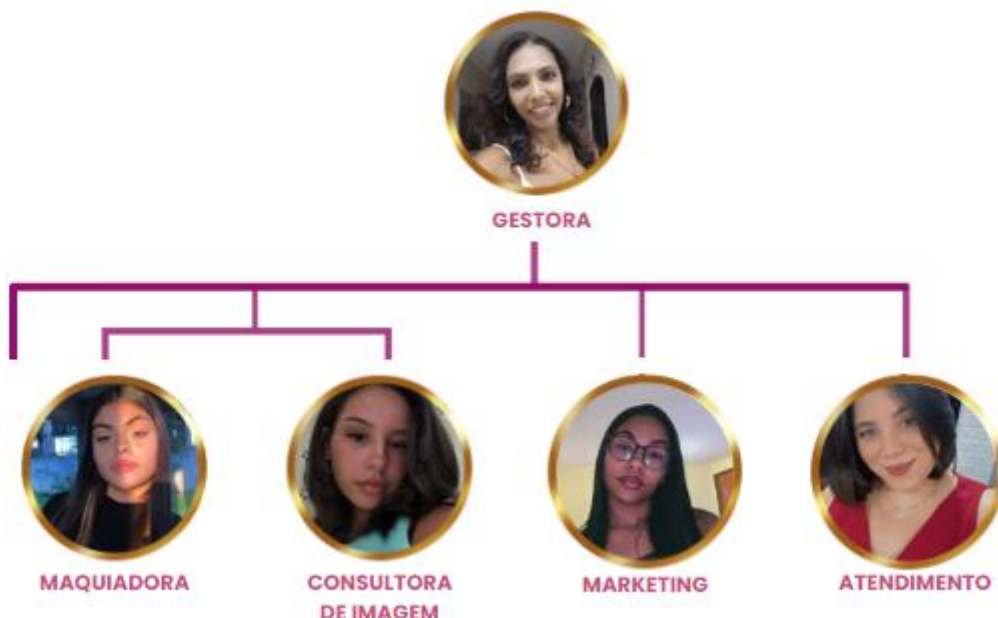 GESTORA
MAQUIADORA
CONSULTORA
DE IMAGEM
MARKETING
ATENDIMENTO